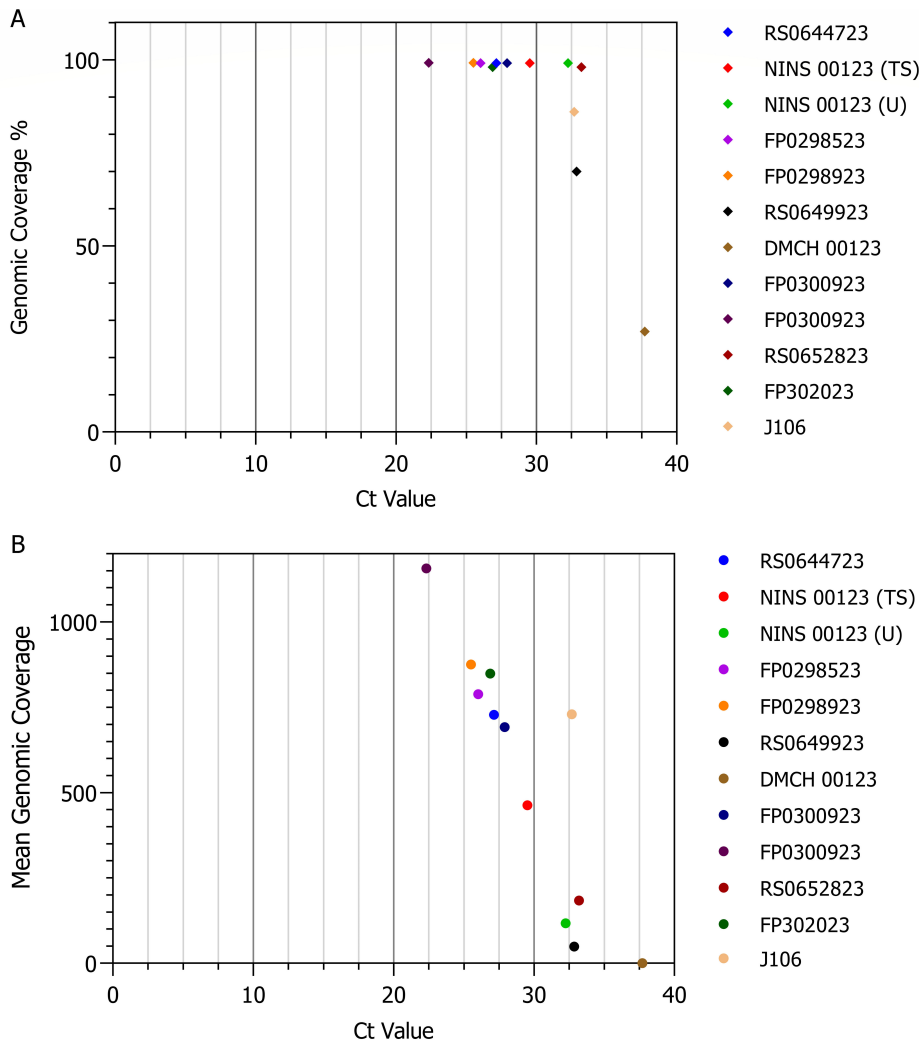 A
Genomic Coverage %
100
50
0
0 10 20 30 40
Ct Value
RS0644723
NINS 00123 (TS)
NINS 00123 (U)
FP0298523
FP0298923
RS0649923
DMCH 00123
FP0300923
FP0300923
RS0652823
FP302023
J106
B
Mean Genomic Coverage
1000
500
0
0 10 20 30 40
Ct Value
RS0644723
NINS 00123 (TS)
NINS 00123 (U)
FP0298523
FP0298923
RS0649923
DMCH 00123
FP0300923
FP0300923
RS0652823
FP302023
J106